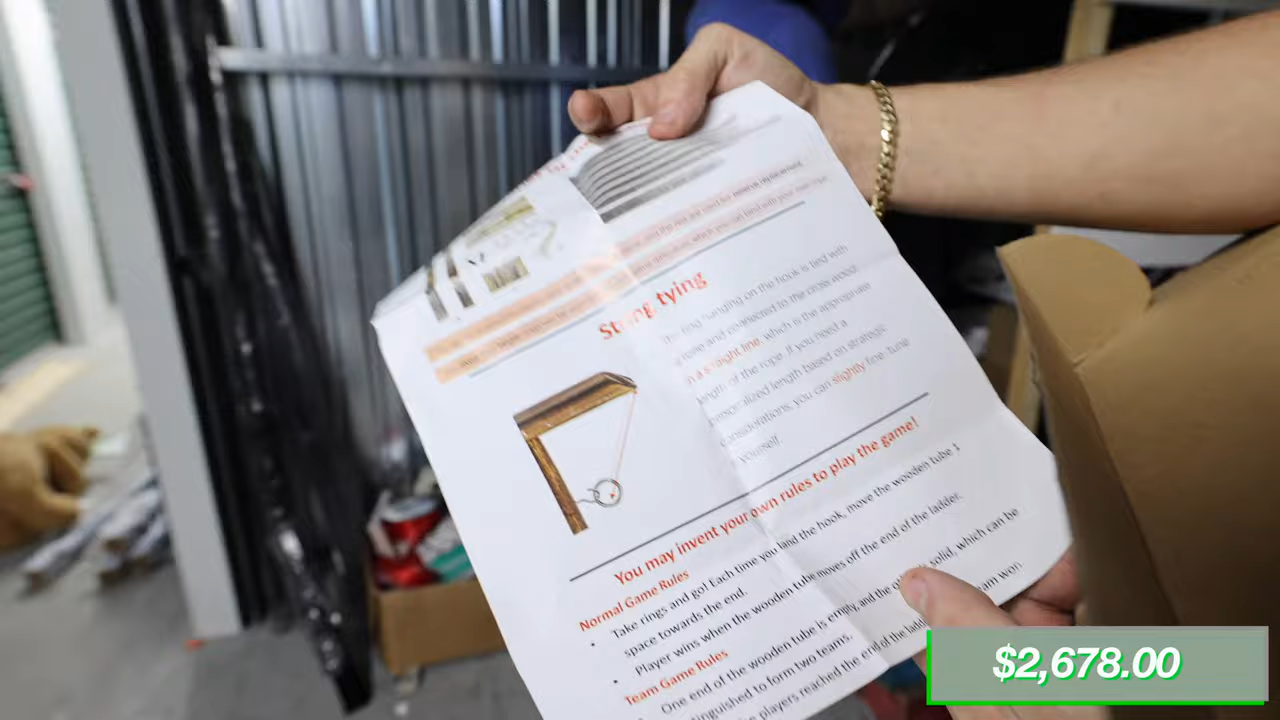 String tying
ring hanging on the hook is tied with
a rope and connected to the cross wood
in a straight line, which is the appropriate
length of the rope. If you need a
personalized length based on strategic
considerations, you can slightly fine-tune
yourself.
You may invent your own rules to play the game!
Normal Game Rules
• Take rings and go! Each time you land the hook, move the wooden tube 1
space towards the end.
• Player wins when the wooden tube moves off the end of the ladder.
Team Game Rules
One end of the wooden tube is empty, and the solid, which can be
distinguished to form two teams.
the players reached the end of the team won
$2,678.00